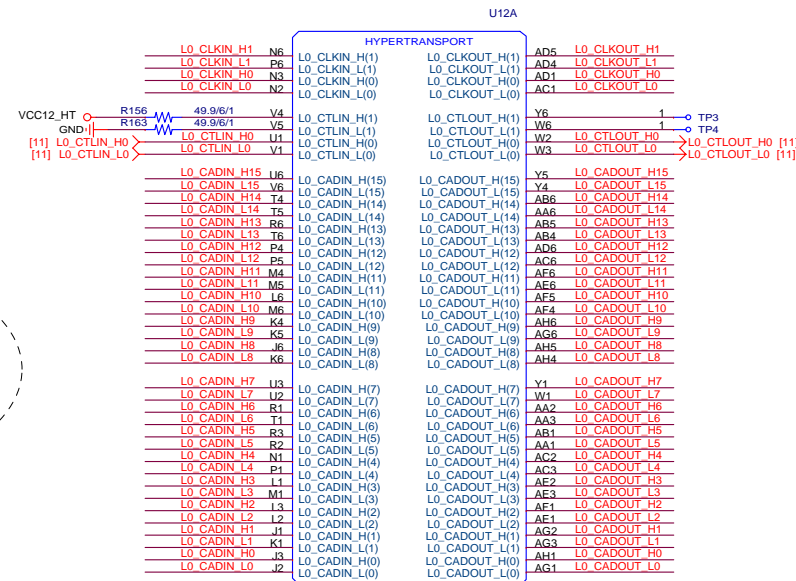 U12A
HYPERTRANSPORT
L0_CLKIN_H1 N6 L0_CLKIN_H(1) L0_CLKOUT_H(1) AD5 L0_CLKOUT_H1
L0_CLKIN_L1 P6 L0_CLKIN_L(1) L0_CLKOUT_L(1) AD4 L0_CLKOUT_L1
L0_CLKIN_H0 N3 L0_CLKIN_H(0) L0_CLKOUT_H(0) AD1 L0_CLKOUT_H0
L0_CLKIN_L0 N2 L0_CLKIN_L(0) L0_CLKOUT_L(0) AC1 L0_CLKOUT_L0
VCC12_HT R156 49.9/6/1 V4 L0_CTLIN_H(1) L0_CTLOUT_H(1) Y6 1 TP3
GND R163 49.9/6/1 V5 L0_CTLIN_L(1) L0_CTLOUT_L(1) W6 1 TP4
[11] L0_CTLIN_H0 L0_CTLIN_H0 U1 L0_CTLIN_H(0) L0_CTLOUT_H(0) W2 L0_CTLOUT_H0 L0_CTLOUT_H0 [11]
[11] L0_CTLIN_L0 L0_CTLIN_L0 V1 L0_CTLIN_L(0) L0_CTLOUT_L(0) W3 L0_CTLOUT_L0 L0_CTLOUT_L0 [11]
L0_CADIN_H15 U6 L0_CADIN_H(15) L0_CADOUT_H(15) Y5 L0_CADOUT_H15
L0_CADIN_L15 V6 L0_CADIN_L(15) L0_CADOUT_L(15) Y4 L0_CADOUT_L15
L0_CADIN_H14 T4 L0_CADIN_H(14) L0_CADOUT_H(14) AB6 L0_CADOUT_H14
L0_CADIN_L14 T5 L0_CADIN_L(14) L0_CADOUT_L(14) AA6 L0_CADOUT_L14
L0_CADIN_H13 R6 L0_CADIN_H(13) L0_CADOUT_H(13) AB5 L0_CADOUT_H13
L0_CADIN_L13 T6 L0_CADIN_L(13) L0_CADOUT_L(13) AB4 L0_CADOUT_L13
L0_CADIN_H12 P4 L0_CADIN_H(12) L0_CADOUT_H(12) AD6 L0_CADOUT_H12
L0_CADIN_L12 P5 L0_CADIN_L(12) L0_CADOUT_L(12) AC6 L0_CADOUT_L12
L0_CADIN_H11 M4 L0_CADIN_H(11) L0_CADOUT_H(11) AF6 L0_CADOUT_H11
L0_CADIN_L11 M5 L0_CADIN_L(11) L0_CADOUT_L(11) AE6 L0_CADOUT_L11
L0_CADIN_H10 L6 L0_CADIN_H(10) L0_CADOUT_H(10) AF5 L0_CADOUT_H10
L0_CADIN_L10 M6 L0_CADIN_L(10) L0_CADOUT_L(10) AF4 L0_CADOUT_L10
L0_CADIN_H9 K4 L0_CADIN_H(9) L0_CADOUT_H(9) AH6 L0_CADOUT_H9
L0_CADIN_L9 K5 L0_CADIN_L(9) L0_CADOUT_L(9) AG6 L0_CADOUT_L9
L0_CADIN_H8 J6 L0_CADIN_H(8) L0_CADOUT_H(8) AH5 L0_CADOUT_H8
L0_CADIN_L8 K6 L0_CADIN_L(8) L0_CADOUT_L(8) AH4 L0_CADOUT_L8
L0_CADIN_H7 U3 L0_CADIN_H(7) L0_CADOUT_H(7) Y1 L0_CADOUT_H7
L0_CADIN_L7 U2 L0_CADIN_L(7) L0_CADOUT_L(7) W1 L0_CADOUT_L7
L0_CADIN_H6 R1 L0_CADIN_H(6) L0_CADOUT_H(6) AA2 L0_CADOUT_H6
L0_CADIN_L6 T1 L0_CADIN_L(6) L0_CADOUT_L(6) AA3 L0_CADOUT_L6
L0_CADIN_H5 R3 L0_CADIN_H(5) L0_CADOUT_H(5) AB1 L0_CADOUT_H5
L0_CADIN_L5 R2 L0_CADIN_L(5) L0_CADOUT_L(5) AA1 L0_CADOUT_L5
L0_CADIN_H4 N1 L0_CADIN_H(4) L0_CADOUT_H(4) AC2 L0_CADOUT_H4
L0_CADIN_L4 P1 L0_CADIN_L(4) L0_CADOUT_L(4) AC3 L0_CADOUT_L4
L0_CADIN_H3 L1 L0_CADIN_H(3) L0_CADOUT_H(3) AE2 L0_CADOUT_H3
L0_CADIN_L3 M1 L0_CADIN_L(3) L0_CADOUT_L(3) AE3 L0_CADOUT_L3
L0_CADIN_H2 L3 L0_CADIN_H(2) L0_CADOUT_H(2) AF1 L0_CADOUT_H2
L0_CADIN_L2 L2 L0_CADIN_L(2) L0_CADOUT_L(2) AE1 L0_CADOUT_L2
L0_CADIN_H1 J1 L0_CADIN_H(1) L0_CADOUT_H(1) AG2 L0_CADOUT_H1
L0_CADIN_L1 K1 L0_CADIN_L(1) L0_CADOUT_L(1) AG3 L0_CADOUT_L1
L0_CADIN_H0 J3 L0_CADIN_H(0) L0_CADOUT_H(0) AH1 L0_CADOUT_H0
L0_CADIN_L0 J2 L0_CADIN_L(0) L0_CADOUT_L(0) AG1 L0_CADOUT_L0